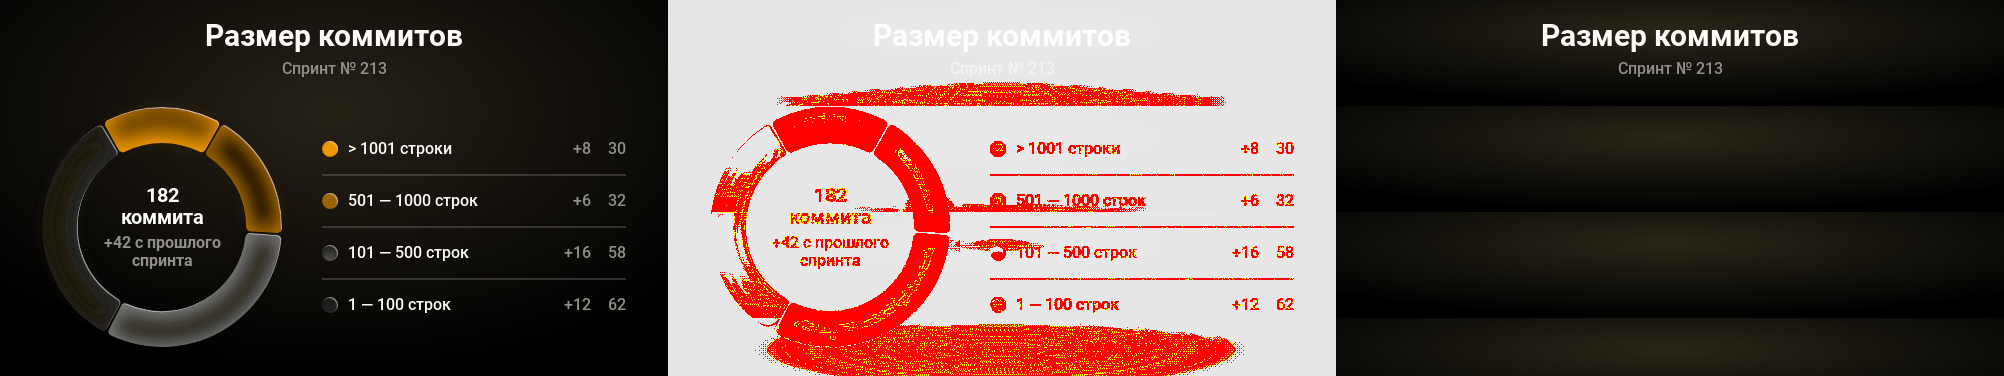 Размер коммитов
Спринт № 213
182
коммита
+42 с прошлого
спринта
> 1001 строки +8 30
501 — 1000 строк +6 32
101 — 500 строк +16 58
1 — 100 строк +12 62
Размер коммитов
Спринт № 213
182
коммита
+42 с прошлого
спринта
> 1001 строки +8 30
501 — 1000 строк +6 32
101 — 500 строк +16 58
1 — 100 строк +12 62
Размер коммитов
Спринт № 213